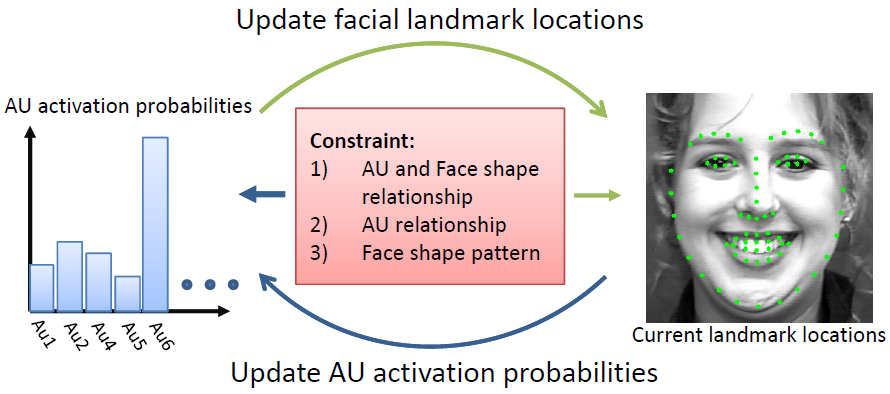 Update facial landmark locations
AU activation probabilities
Constraint:
1) AU and Face shape
relationship
2) AU relationship
3) Face shape pattern
Au1
Au2
Au4
Au5
Au6
Current landmark locations
Update AU activation probabilities